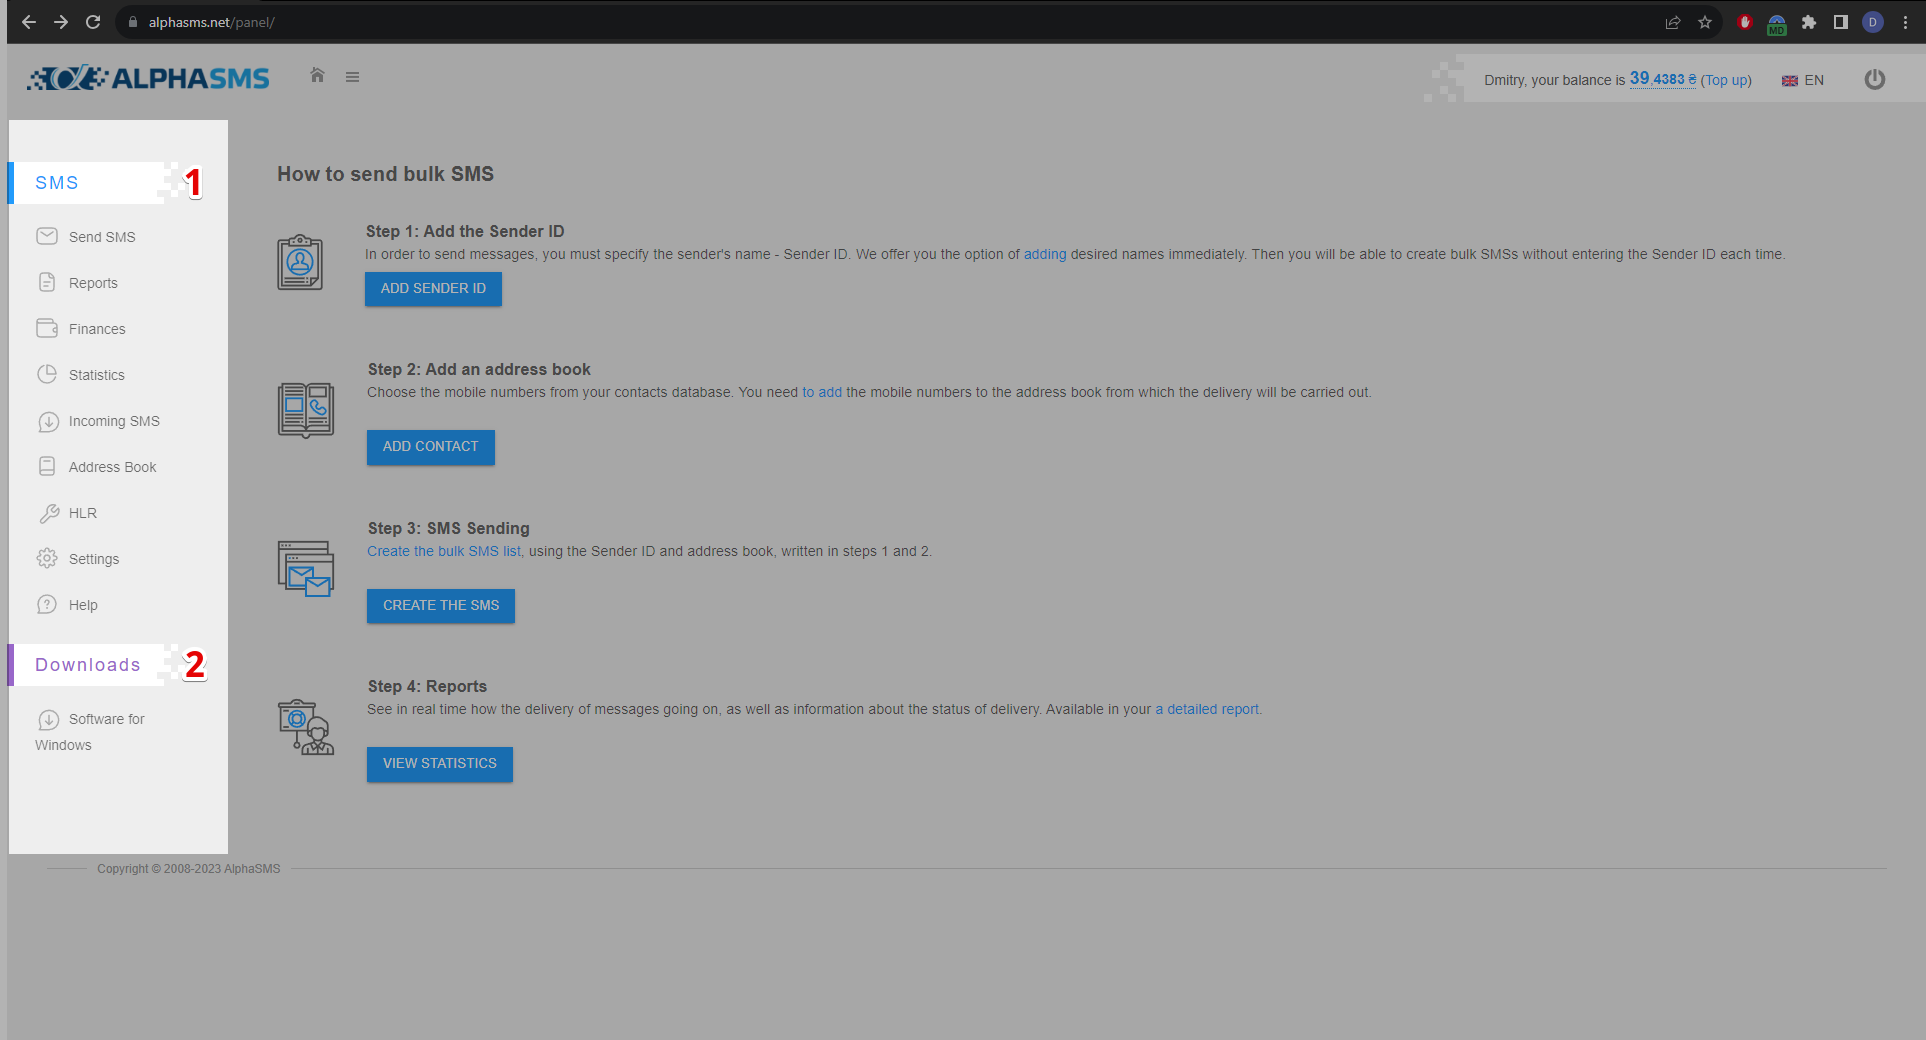 alphasms.net/panel/
MD
D
ALPHASMS
Dmitry, your balance is 39,4383 ₴ (Top up)
EN
SMS
1
Send SMS
Reports
Finances
Statistics
Incoming SMS
Address Book
HLR
Settings
Help
Downloads
2
Software for
Windows
How to send bulk SMS
Step 1: Add the Sender ID
In order to send messages, you must specify the sender's name - Sender ID. We offer you the option of adding desired names immediately. Then you will be able to create bulk SMSs without entering the Sender ID each time.
ADD SENDER ID
Step 2: Add an address book
Choose the mobile numbers from your contacts database. You need to add the mobile numbers to the address book from which the delivery will be carried out.
ADD CONTACT
Step 3: SMS Sending
Create the bulk SMS list, using the Sender ID and address book, written in steps 1 and 2.
CREATE THE SMS
Step 4: Reports
See in real time how the delivery of messages going on, as well as information about the status of delivery. Available in your a detailed report.
VIEW STATISTICS
Copyright © 2008-2023 AlphaSMS